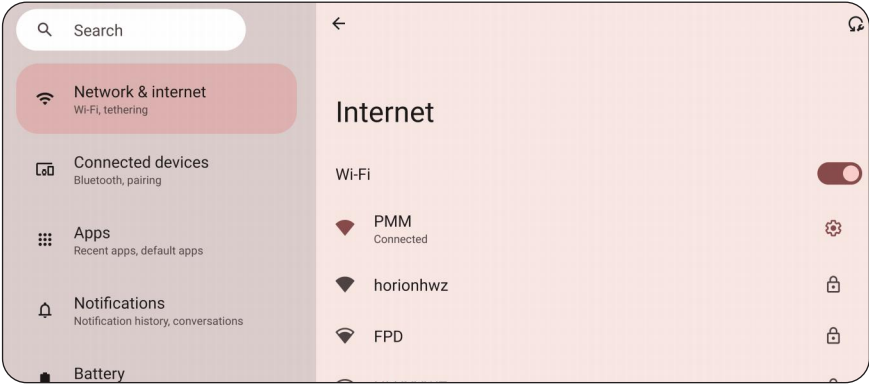 Search
Network & internet
Wi-Fi, tethering
Connected devices
Bluetooth, pairing
Apps
Recent apps, default apps
Notifications
Notification history, conversations
Battery
Internet
Wi-Fi
PMM
Connected
horionhwz
FPD